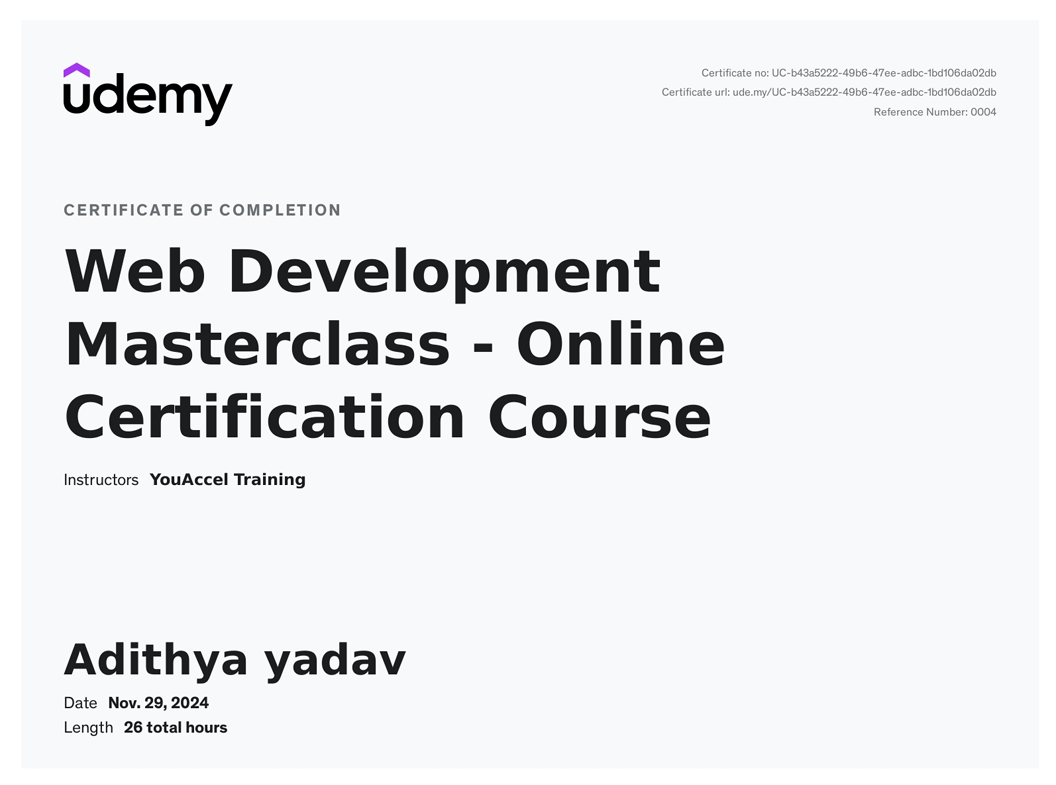 udemy
Certificate no: UC-b43a5222-49b6-47ee-adbc-1bd106da02db
Certificate url: ude.my/UC-b43a5222-49b6-47ee-adbc-1bd106da02db
Reference Number: 0004
CERTIFICATE OF COMPLETION
Web Development
Masterclass - Online
Certification Course
Instructors YouAccel Training
Adithya yadav
Date Nov. 29, 2024
Length 26 total hours